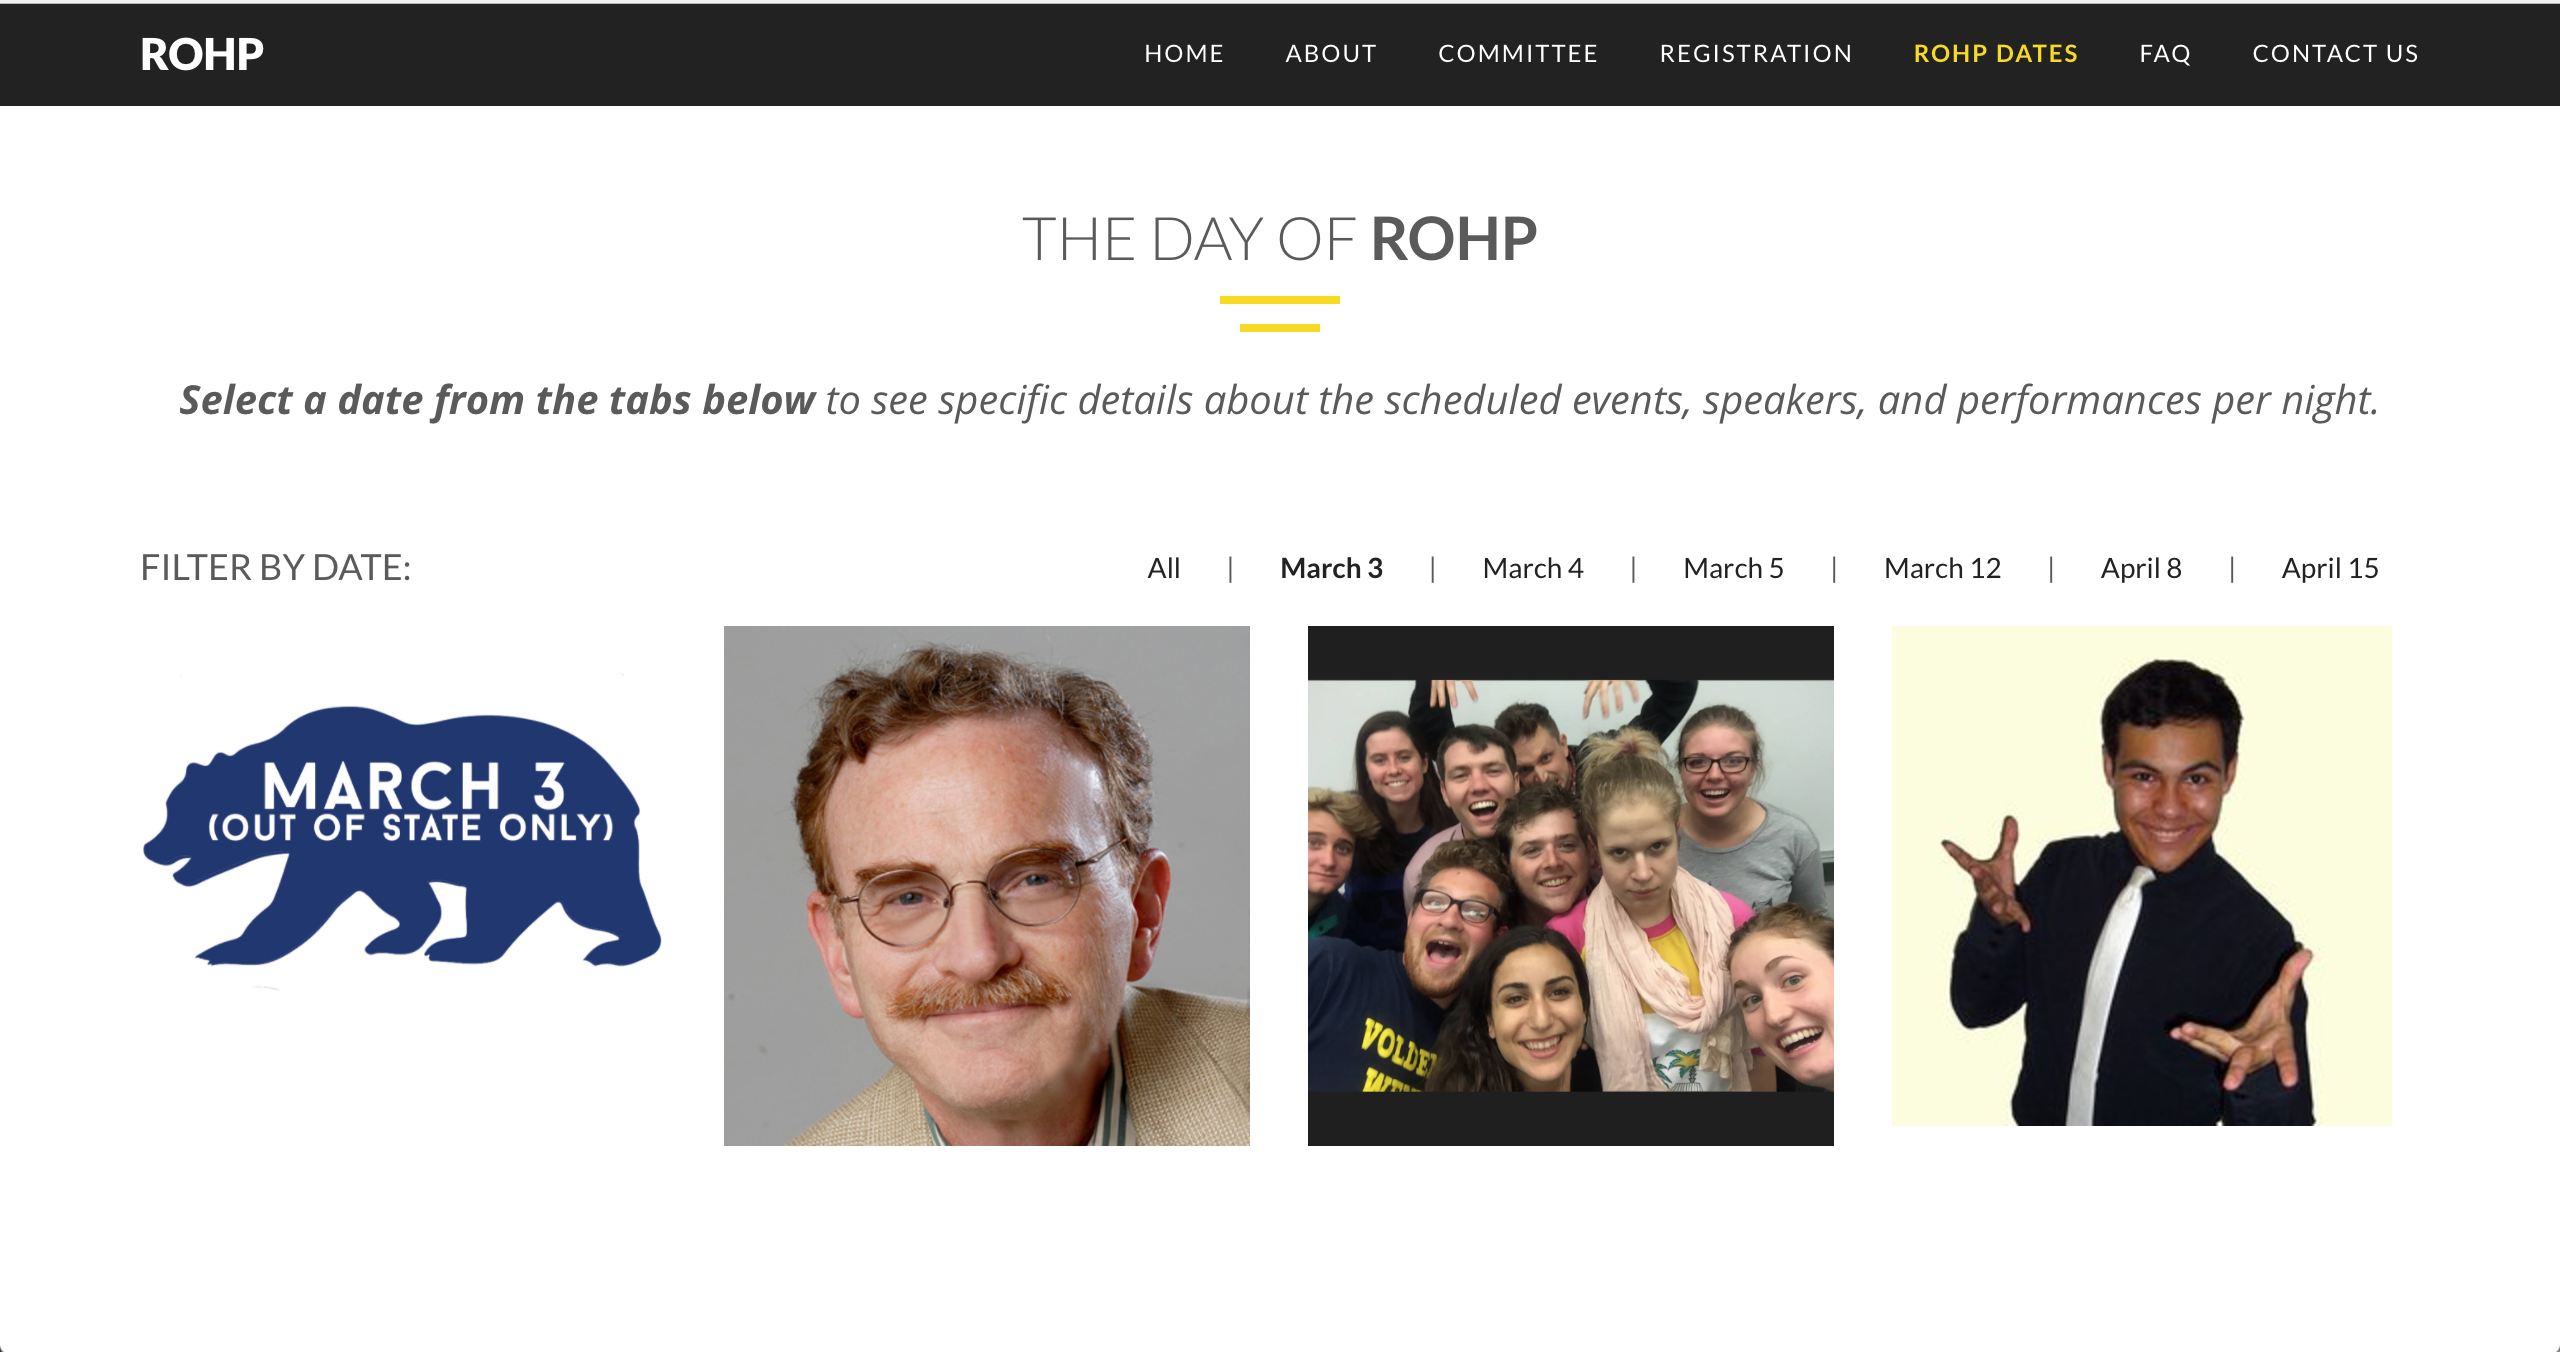 ROHP HOME ABOUT COMMITTEE REGISTRATION ROHP DATES FAQ CONTACT US
THE DAY OF ROHP
Select a date from the tabs below to see specific details about the scheduled events, speakers, and performances per night.
FILTER BY DATE: All | March 3 | March 4 | March 5 | March 12 | April 8 | April 15
MARCH 3
(OUT OF STATE ONLY)